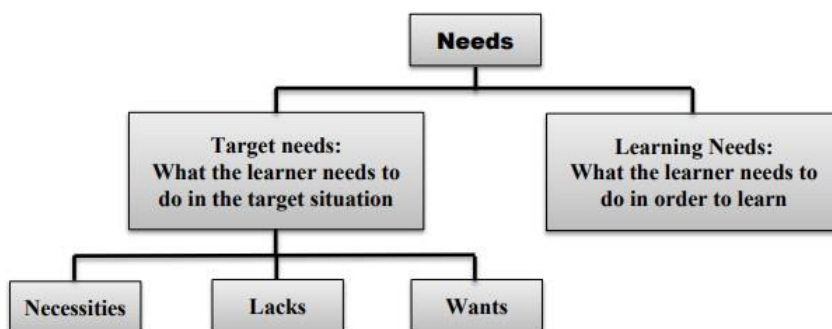 Needs
Target needs:
What the learner needs to
do in the target situation
Learning Needs:
What the learner needs to
do in order to learn
Necessities
Lacks
Wants